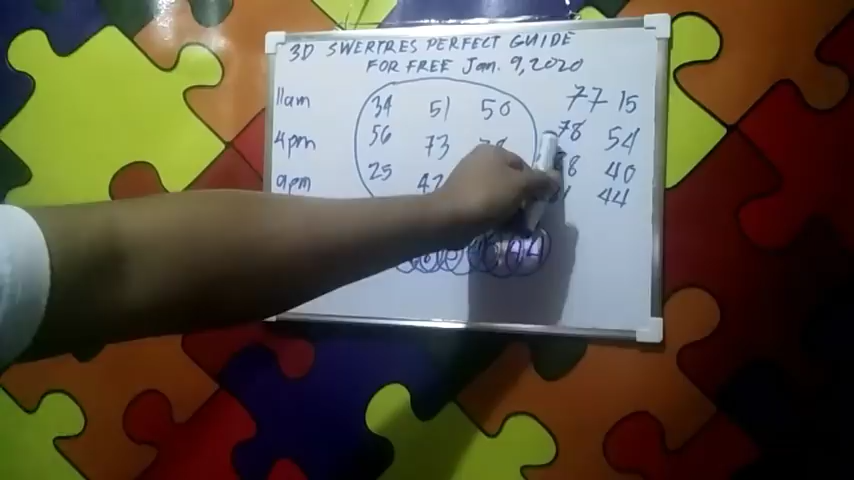 3D SWERTRES PERFECT GUIDE
FOR FREE Jan. 9, 2020
11am 34 51 50 77 15
4pm 56 73 78 54
9pm 25 42 40
44